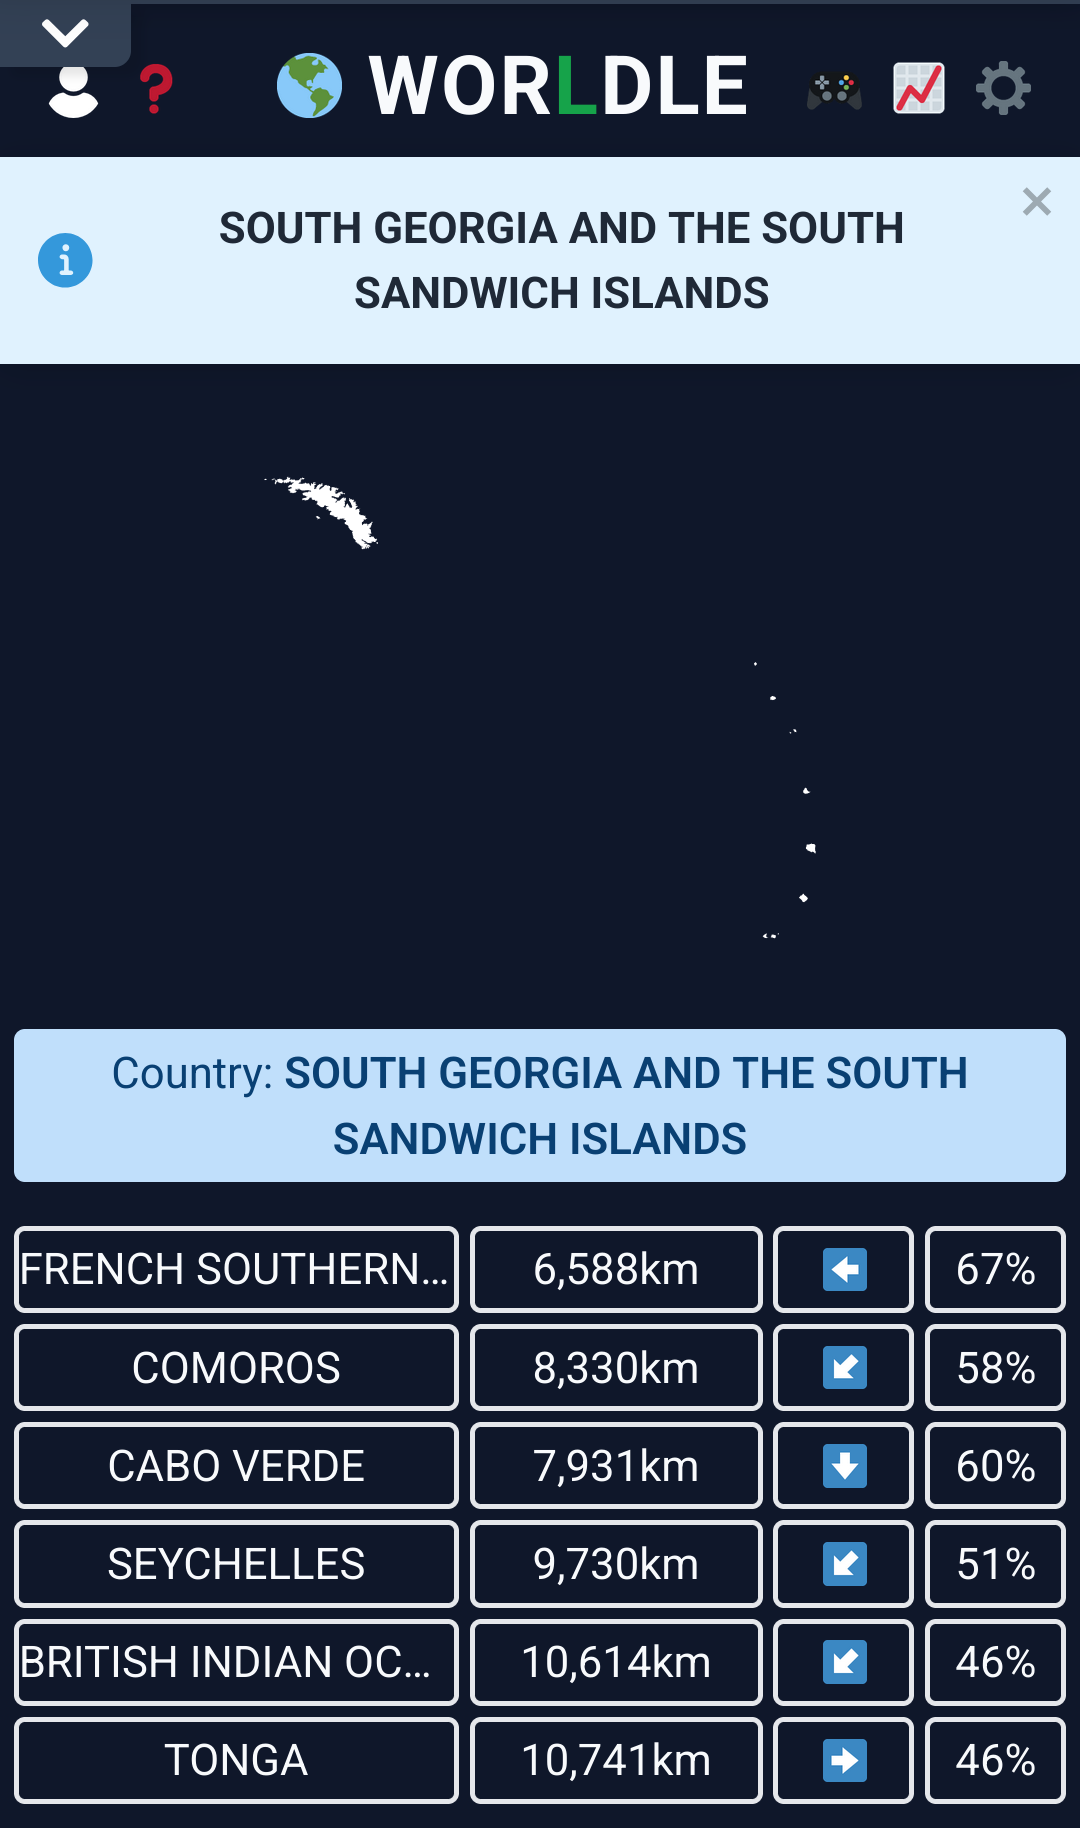 WORLDLE
SOUTH GEORGIA AND THE SOUTH
SANDWICH ISLANDS
Country: SOUTH GEORGIA AND THE SOUTH
SANDWICH ISLANDS
FRENCH SOUTHERN... 6,588km 67%
COMOROS 8,330km 58%
CABO VERDE 7,931km 60%
SEYCHELLES 9,730km 51%
BRITISH INDIAN OC... 10,614km 46%
TONGA 10,741km 46%